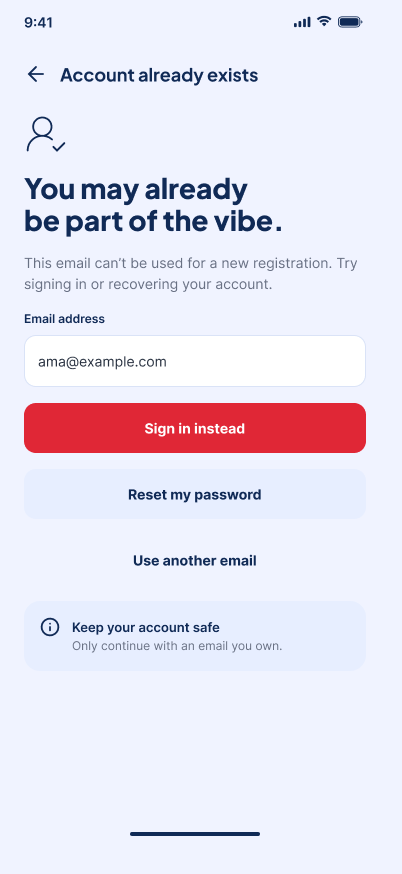 9:41
Account already exists
You may already
be part of the vibe.
This email can’t be used for a new registration. Try
signing in or recovering your account.
Email address
ama@example.com
Sign in instead
Reset my password
Use another email
Keep your account safe
Only continue with an email you own.